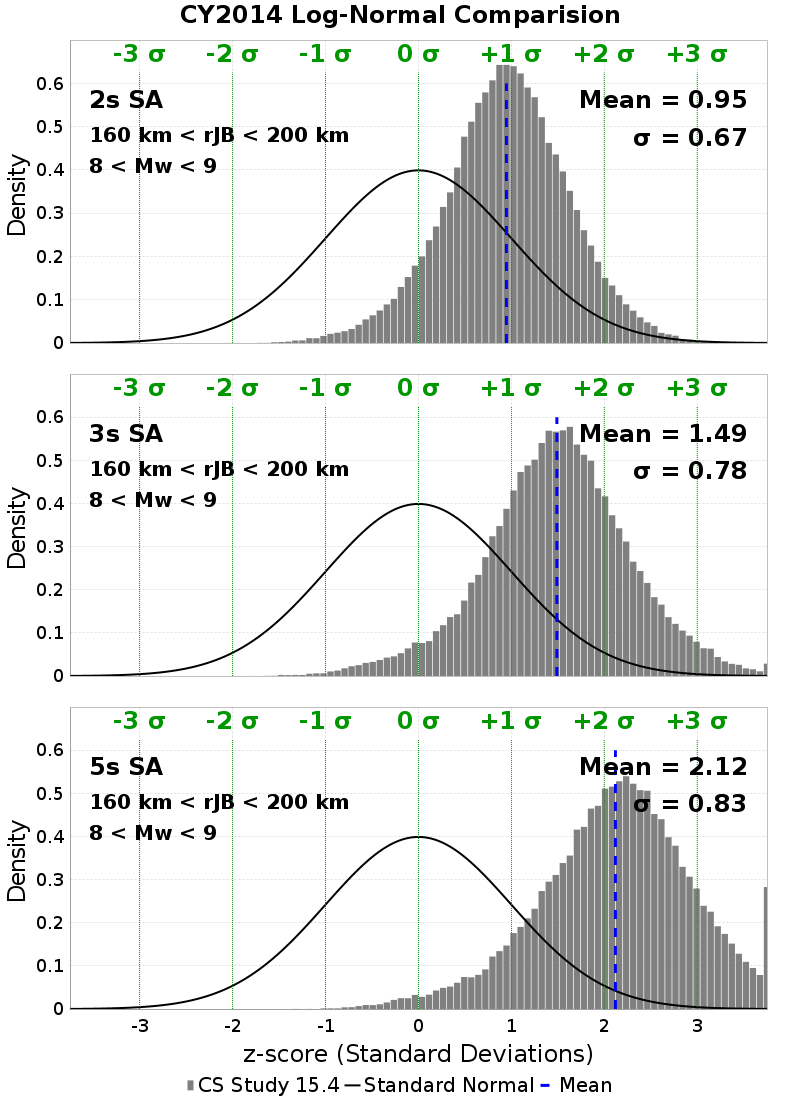 CY2014 Log-Normal Comparision
-3 σ -2 σ -1 σ 0 σ +1 σ +2 σ +3 σ
0.6
2s SA Mean = 0.95
0.5
160 km < rJB < 200 km σ = 0.67
8 < Mw < 9
0.4
Density
0.3
0.2
0.1
0
-3 σ -2 σ -1 σ 0 σ +1 σ +2 σ +3 σ
0.6
3s SA Mean = 1.49
0.5
160 km < rJB < 200 km σ = 0.78
8 < Mw < 9
0.4
Density
0.3
0.2
0.1
0
-3 σ -2 σ -1 σ 0 σ +1 σ +2 σ +3 σ
0.6
5s SA Mean = 2.12
0.5
160 km < rJB < 200 km σ = 0.83
8 < Mw < 9
0.4
Density
0.3
0.2
0.1
0
-3 -2 -1 0 1 2 3
z-score (Standard Deviations)
CS Study 15.4 Standard Normal Mean